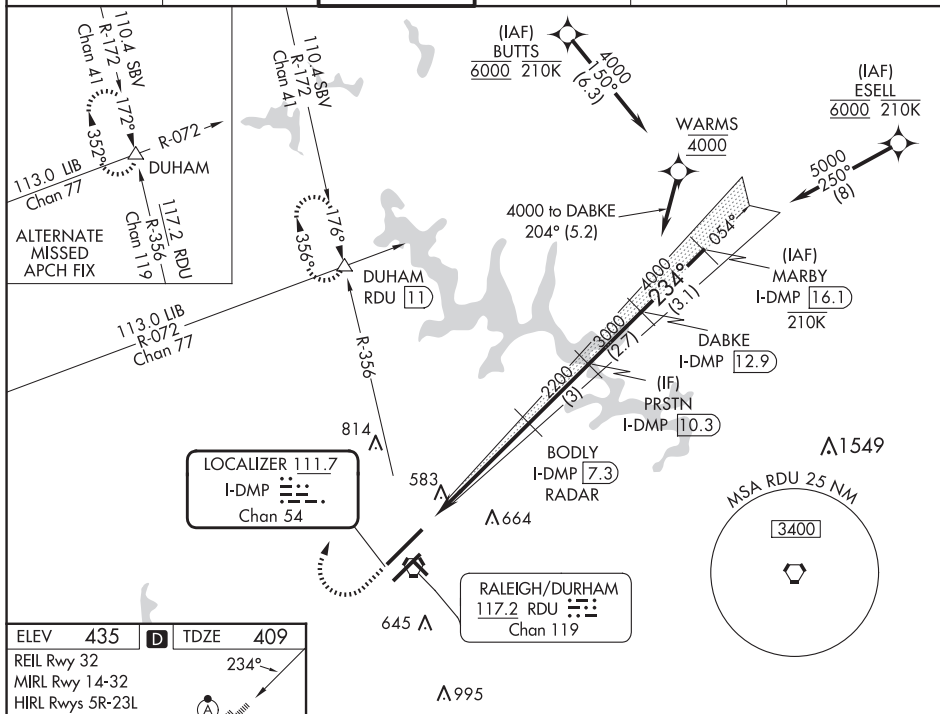 110.4 SBV
R-172
Chan 41
172°
352°
R-072
DUHAM
113.0 LIB
Chan 77
117.2 RDU
R-356
Chan 119
ALTERNATE
MISSED
APCH FIX
110.4 SBV
R-172
Chan 41
176°
356°
DUHAM
RDU 11
113.0 LIB
R-072
Chan 77
R-356
(IAF)
BUTTS
6000 210K
4000
150°
(6.3)
(IAF)
ESELL
6000 210K
5000
250°
(8)
WARMS
4000
4000 to DABKE
204° (5.2)
054°
4000
234°
(3.1)
3000
(2.7)
2200
(3)
(IAF)
MARBY
I-DMP 16.1
210K
DABKE
I-DMP 12.9
(IF)
PRSTN
I-DMP 10.3
BODLY
I-DMP 7.3
RADAR
814
583
664
1549
645
995
LOCALIZER 111.7
I-DMP
Chan 54
RALEIGH/DURHAM
117.2 RDU
Chan 119
MSA RDU 25 NM
3400
ELEV 435 D TDZE 409
REIL Rwy 32
MIRL Rwy 14-32
HIRL Rwys 5R-23L
234°
A